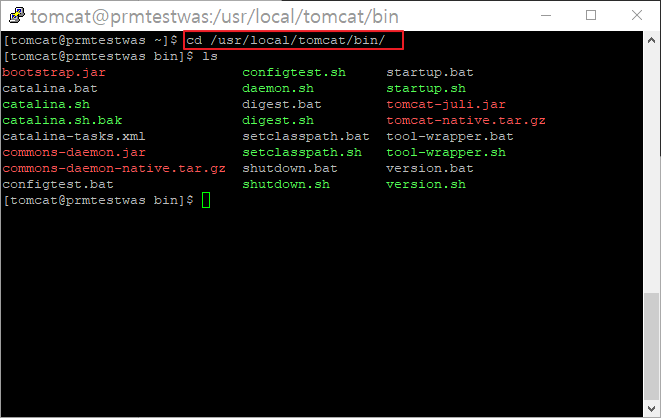 tomcat@prmtestwas:/usr/local/tomcat/bin
[tomcat@prmtestwas ~]$ cd /usr/local/tomcat/bin/
[tomcat@prmtestwas bin]$ ls
bootstrap.jar configtest.sh startup.bat
catalina.bat daemon.sh startup.sh
catalina.sh digest.bat tomcat-juli.jar
catalina.sh.bak digest.sh tomcat-native.tar.gz
catalina-tasks.xml setclasspath.bat tool-wrapper.bat
commons-daemon.jar setclasspath.sh tool-wrapper.sh
commons-daemon-native.tar.gz shutdown.bat version.bat
configtest.bat shutdown.sh version.sh
[tomcat@prmtestwas bin]$